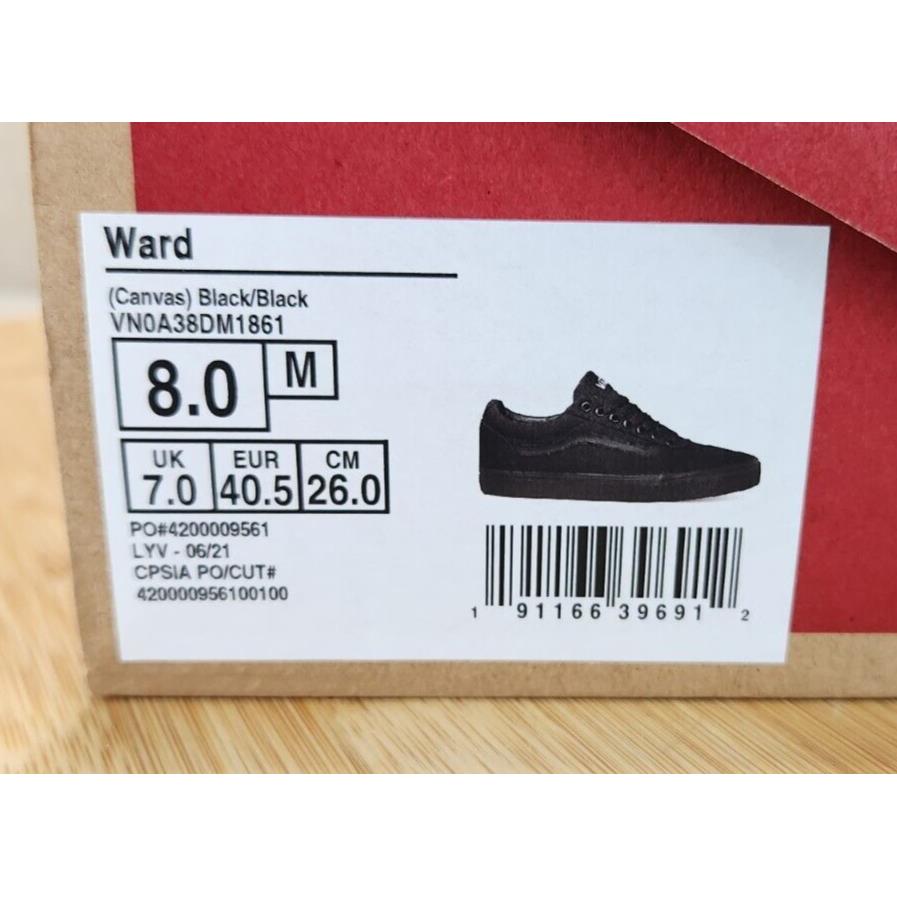 Ward
(Canvas) Black/Black
VN0A38DM1861
8.0 M
UK EUR CM
7.0 40.5 26.0
PO#4200009561
LYV - 06/21
CPSIA PO/CUT#
420000956100100
1 91166 39691 2